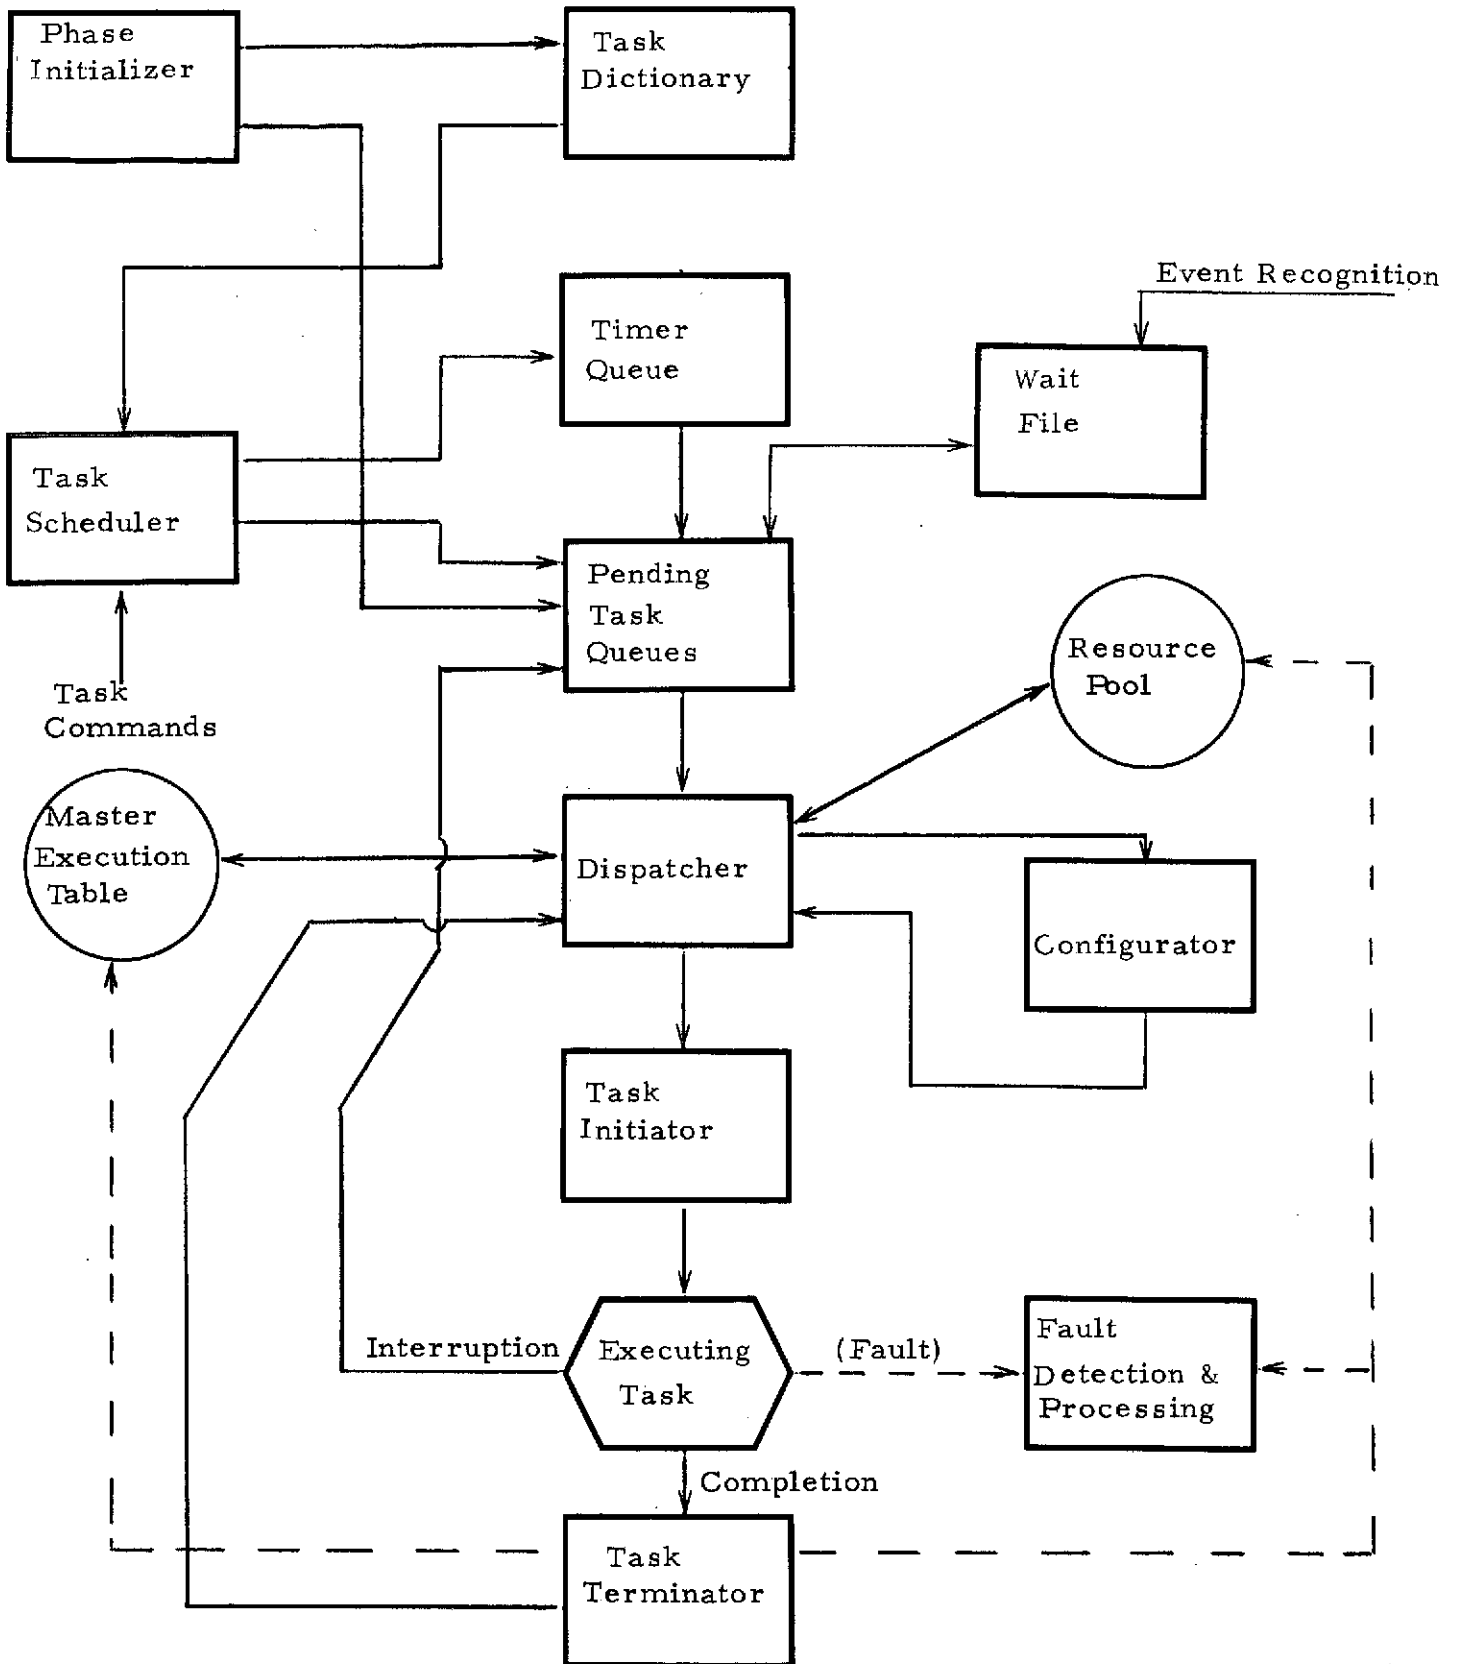 Phase
Initializer
Task
Dictionary
Event Recognition
Timer
Queue
Wait
File
Task
Scheduler
Pending
Task
Queues
Resource
Pool
Task
Commands
Master
Execution
Table
Dispatcher
Configurator
Task
Initiator
Interruption
Executing
Task
(Fault)
Fault
Detection &
Processing
Completion
Task
Terminator